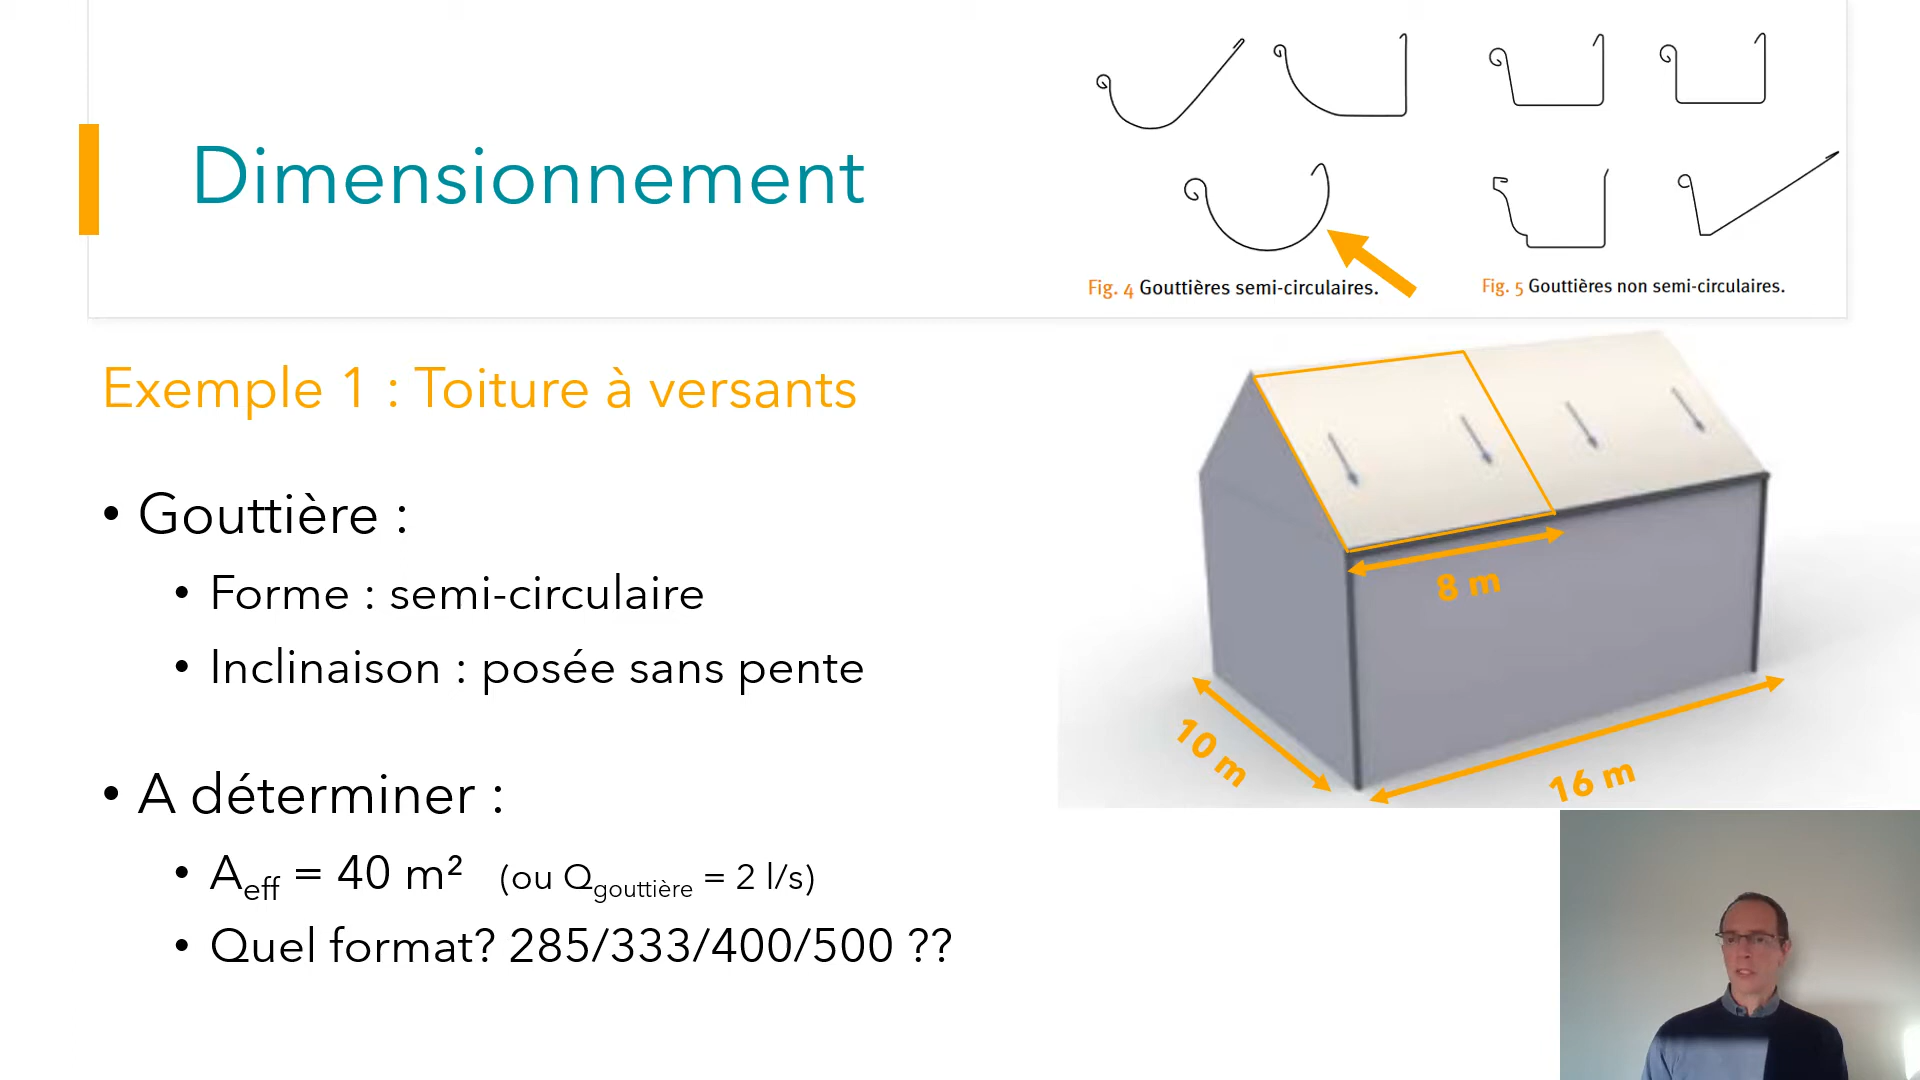 Dimensionnement
Fig. 4 Gouttières semi-circulaires.
Fig. 5 Gouttières non semi-circulaires.
Exemple 1 : Toiture à versants
• Gouttière :
• Forme : semi-circulaire
• Inclinaison : posée sans pente
• A déterminer :
• Aeff = 40 m² (ou Qgouttière = 2 l/s)
• Quel format? 285/333/400/500 ??
8 m
10 m
16 m